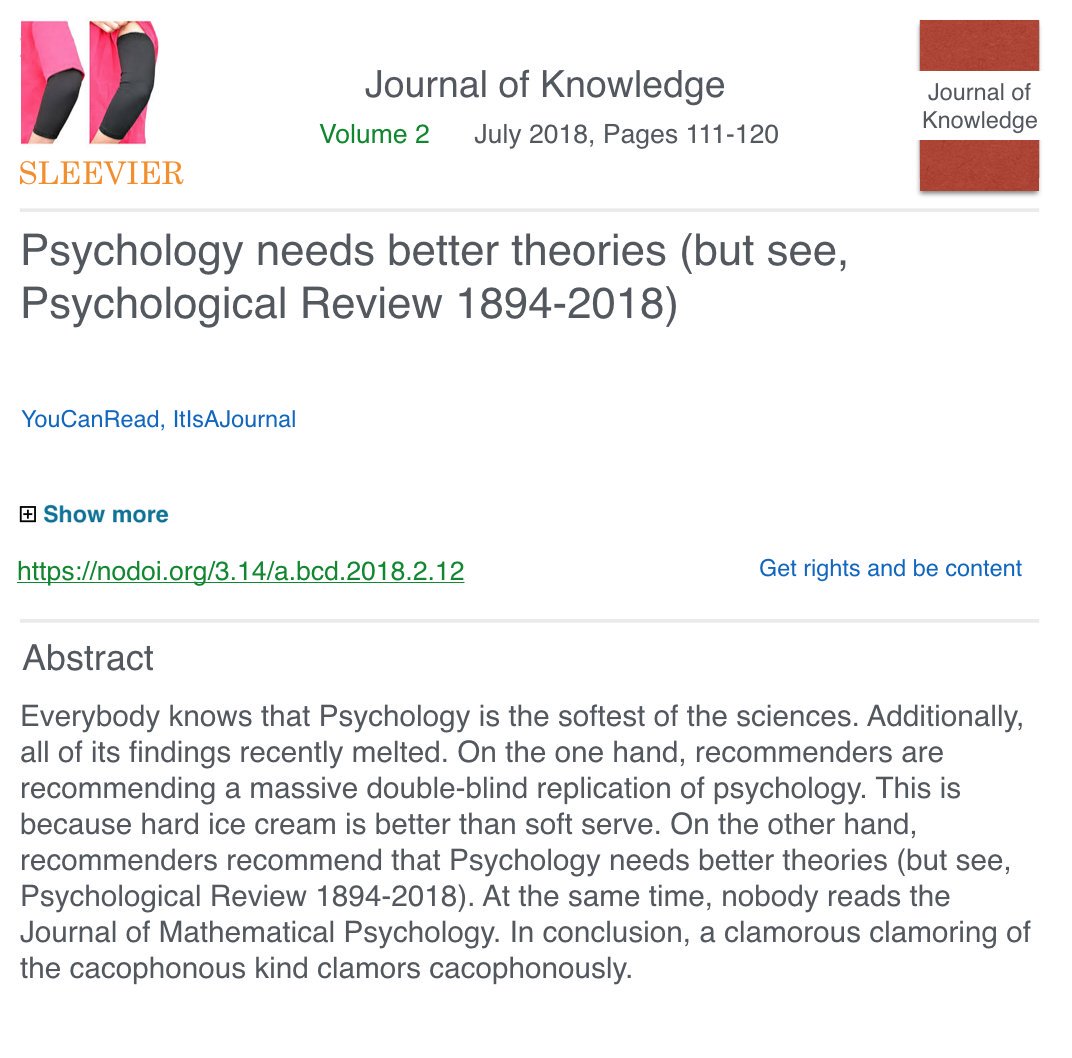 Journal of Knowledge
Volume 2 July 2018, Pages 111-120
SLEEVIER
Journal of
Knowledge
Psychology needs better theories (but see,
Psychological Review 1894-2018)
YouCanRead, ItIsAJournal
Show more
https://nodoi.org/3.14/a.bcd.2018.2.12
Get rights and be content
Abstract
Everybody knows that Psychology is the softest of the sciences. Additionally,
all of its findings recently melted. On the one hand, recommenders are
recommending a massive double-blind replication of psychology. This is
because hard ice cream is better than soft serve. On the other hand,
recommenders recommend that Psychology needs better theories (but see,
Psychological Review 1894-2018). At the same time, nobody reads the
Journal of Mathematical Psychology. In conclusion, a clamorous clamoring of
the cacophonous kind clamors cacophonously.